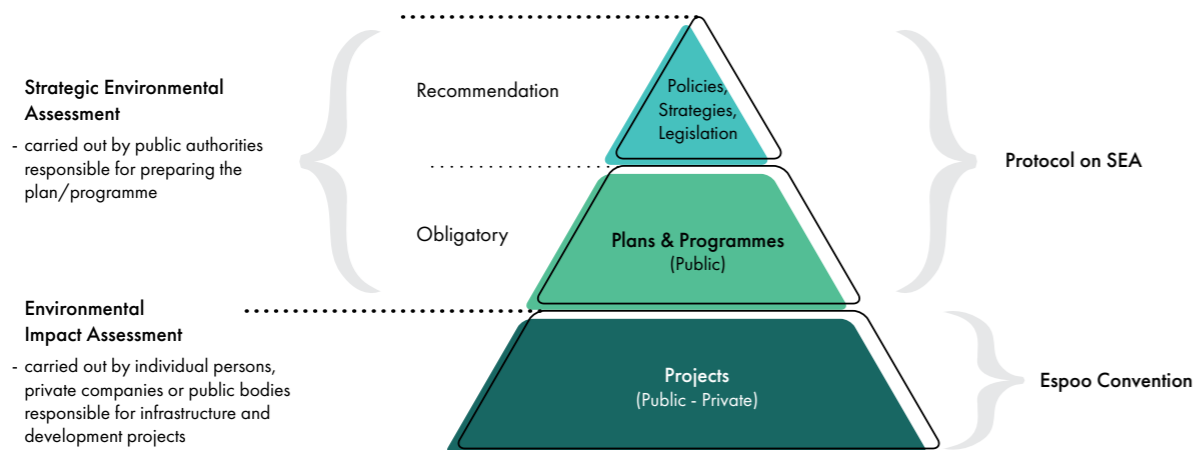 Strategic Environmental
Assessment
- carried out by public authorities
responsible for preparing the
plan/programme
Recommendation
Obligatory
Policies,
Strategies,
Legislation
Plans & Programmes
(Public)
Protocol on SEA
Environmental
Impact Assessment
- carried out by individual persons,
private companies or public bodies
responsible for infrastructure and
development projects
Projects
(Public - Private)
Espoo Convention